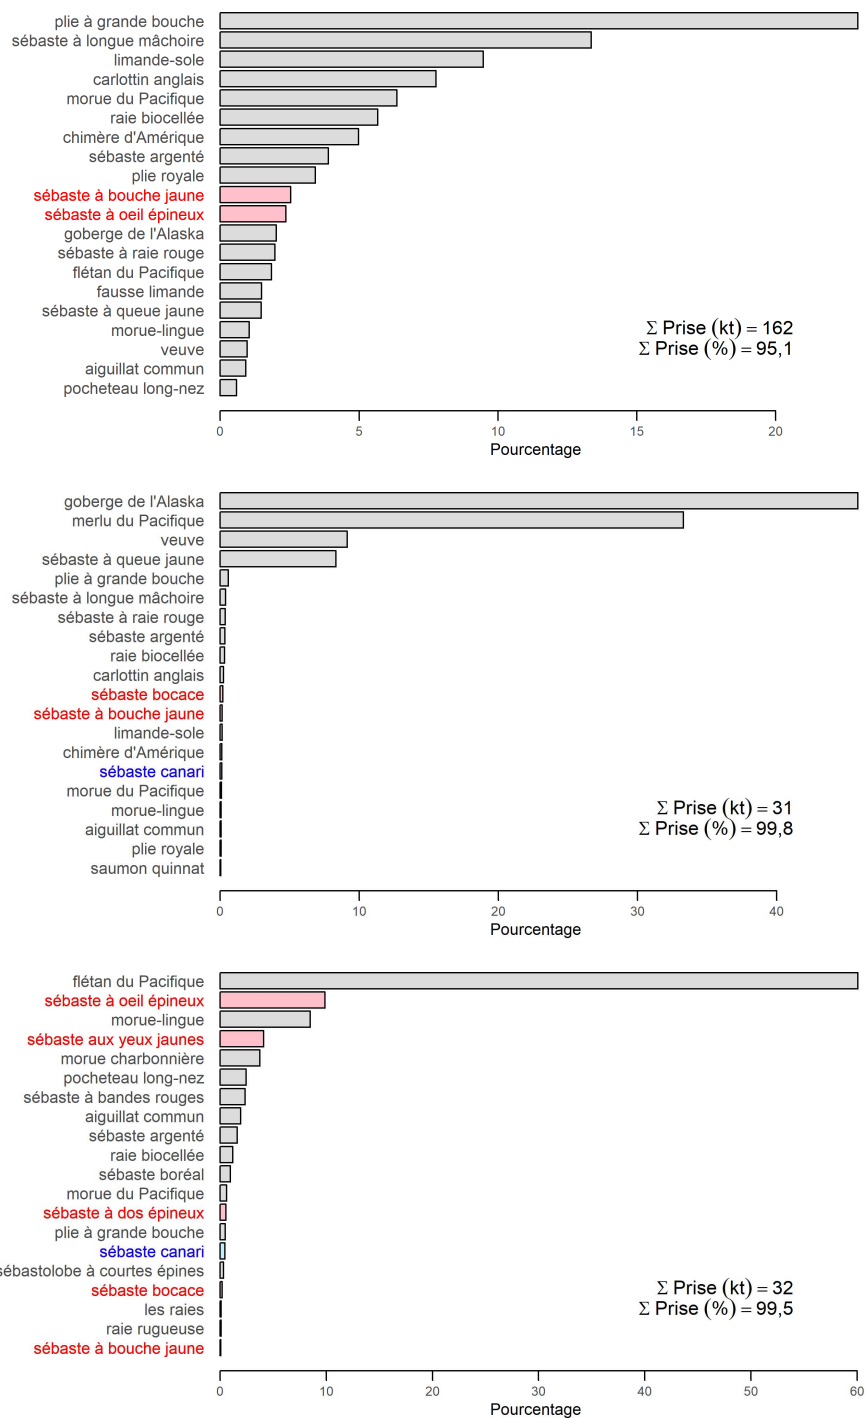 plie à grande bouche
sébaste à longue mâchoire
limande-sole
carlottin anglais
morue du Pacifique
raie biocellée
chimère d'Amérique
sébaste argenté
plie royale
sébaste à bouche jaune
sébaste à oeil épineux
goberge de l'Alaska
sébaste à raie rouge
flétan du Pacifique
fausse limande
sébaste à queue jaune
morue-lingue
veuve
aiguillat commun
pocheteau long-nez
Σ Prise (kt) = 162
Σ Prise (%) = 95,1
0 5 10 15 20
Pourcentage
goberge de l'Alaska
merlu du Pacifique
veuve
sébaste à queue jaune
plie à grande bouche
sébaste à longue mâchoire
sébaste à raie rouge
sébaste argenté
raie biocellée
carlottin anglais
sébaste bocace
sébaste à bouche jaune
limande-sole
chimère d'Amérique
sébaste canari
morue du Pacifique
morue-lingue
aiguillat commun
plie royale
saumon quinnat
Σ Prise (kt) = 31
Σ Prise (%) = 99,8
0 10 20 30 40
Pourcentage
flétan du Pacifique
sébaste à oeil épineux
morue-lingue
sébaste aux yeux jaunes
morue charbonnière
pocheteau long-nez
sébaste à bandes rouges
aiguillat commun
sébaste argenté
raie biocellée
sébaste boréal
morue du Pacifique
sébaste à dos épineux
plie à grande bouche
sébaste canari
sébastolobe à courtes épines
sébaste bocace
les raies
raie rugueuse
sébaste à bouche jaune
Σ Prise (kt) = 32
Σ Prise (%) = 99,5
0 10 20 30 40 50 60
Pourcentage